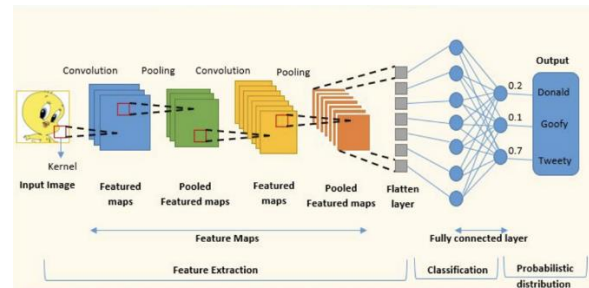 Convolution Pooling Convolution Pooling
Output
0.2 Donald
0.1 Goofy
0.7 Tweety
Kernel
Input Image
Featured maps
Pooled Featured maps
Featured maps
Pooled Featured maps
Flatten layer
Feature Maps
Fully connected layer
Feature Extraction
Classification
Probabilistic distribution